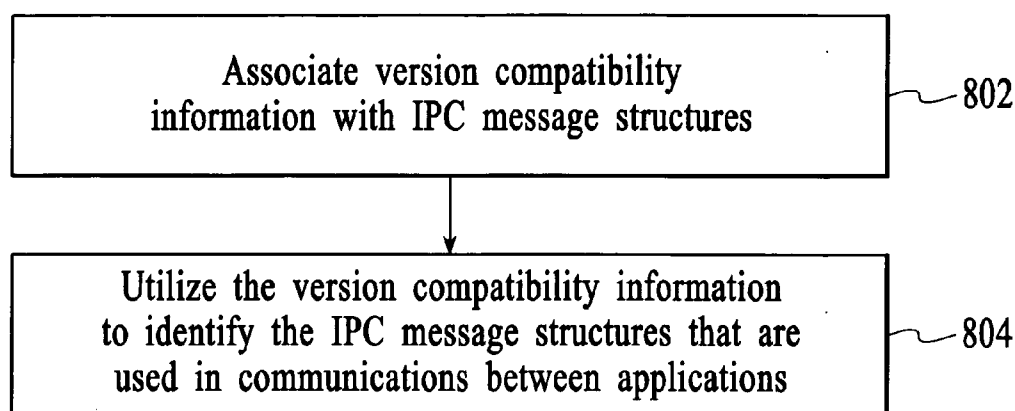 Associate version compatibility
information with IPC message structures
802
Utilize the version compatibility information
to identify the IPC message structures that are
used in communications between applications
804